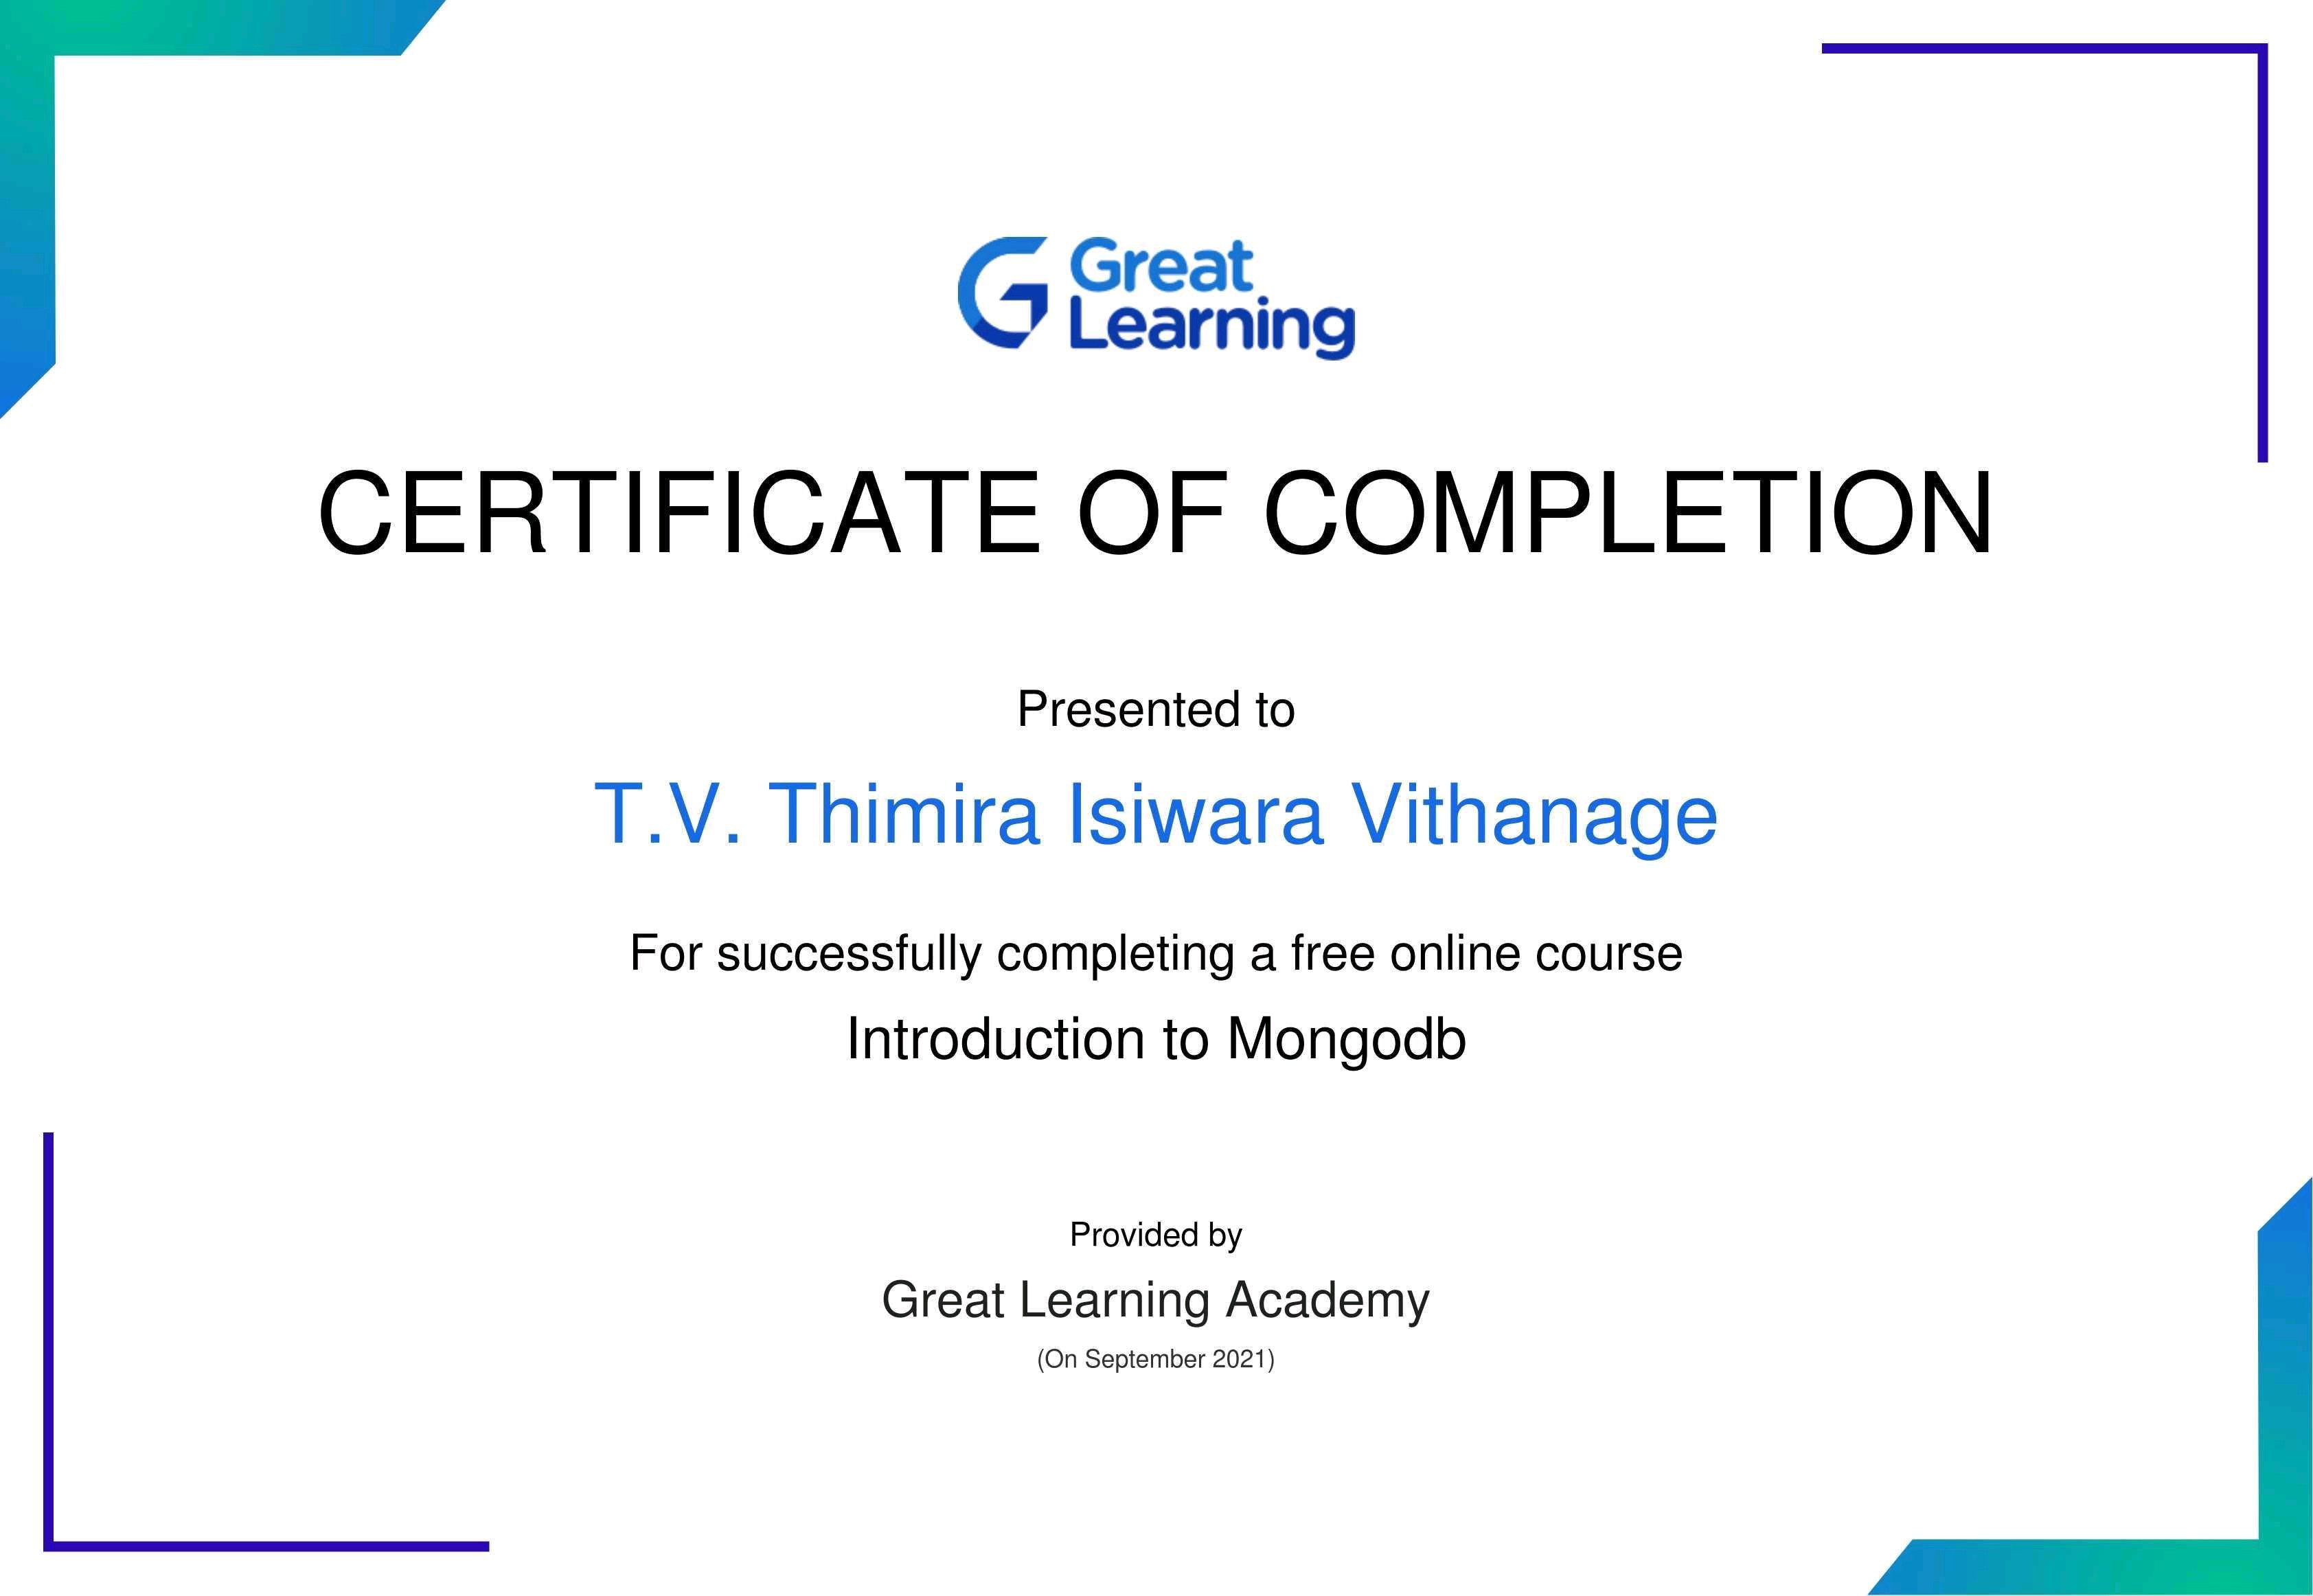 Great
Learning
CERTIFICATE OF COMPLETION
Presented to
T.V. Thimira Isiwara Vithanage
For successfully completing a free online course
Introduction to Mongodb
Provided by
Great Learning Academy
(On September 2021)